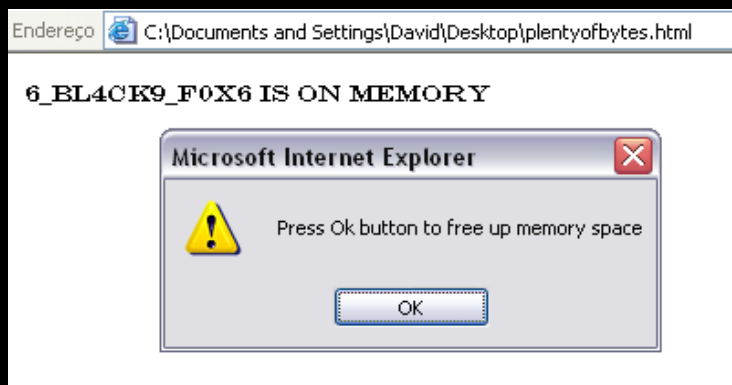 Endereço C:\Documents and Settings\David\Desktop\plentyofbytes.html
6_BL4CK9_F0X6 IS ON MEMORY
Microsoft Internet Explorer
Press Ok button to free up memory space
OK